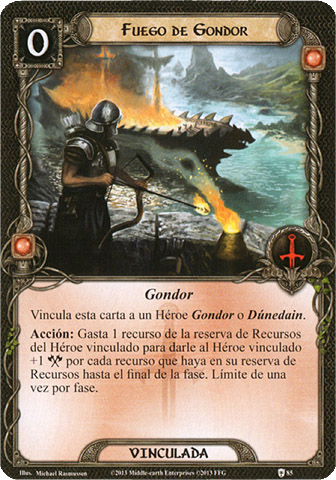 0
Fuego de Gondor
Gondor
Vincula esta carta a un Héroe Gondor o Dúnedain.
Acción: Gasta 1 recurso de la reserva de Recursos
del Héroe vinculado para darle al Héroe vinculado
+1 por cada recurso que haya en su reserva de
Recursos hasta el final de la fase. Límite de una
vez por fase.
VINCULADA
Illus. Michael Rasmussen ©2013 Middle-earth Enterprises ©2013 FFG 85